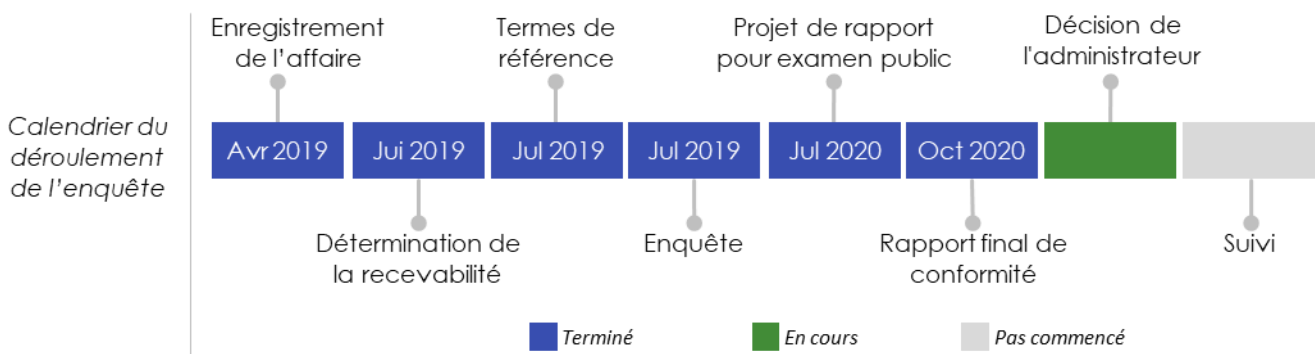 Enregistrement
de l'affaire
Termes de
référence
Projet de rapport
pour examen public
Décision de
l'administrateur
Calendrier du
déroulement
de l'enquête
Avr 2019
Jui 2019
Jul 2019
Jul 2019
Jul 2020
Oct 2020
Détermination de
la recevabilité
Enquête
Rapport final de
conformité
Suivi
Terminé
En cours
Pas commencé